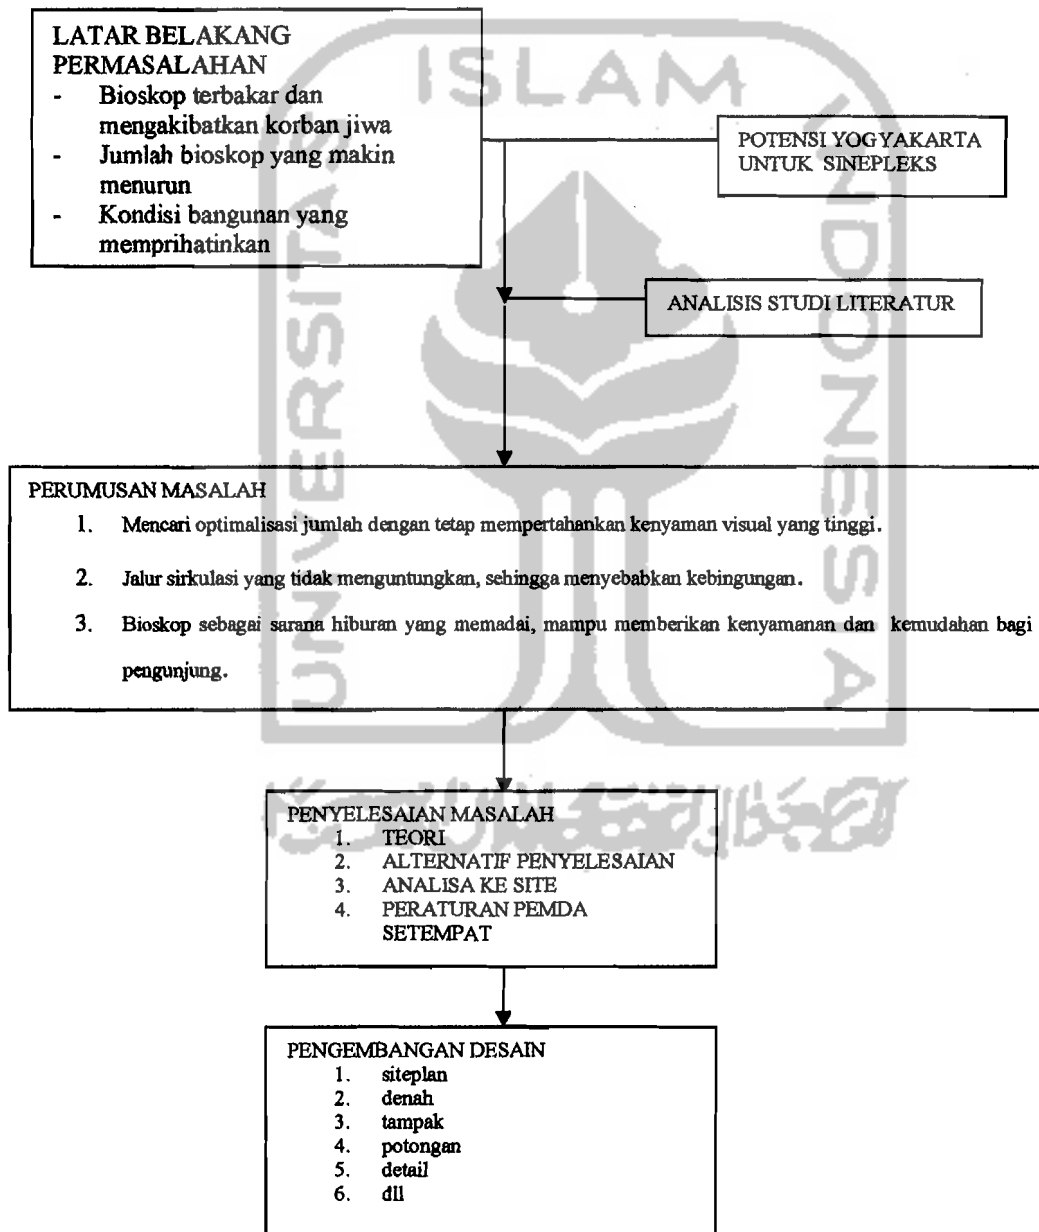 LATAR BELAKANG
PERMASALAHAN
- Bioskop terbakar dan
mengakibatkan korban jiwa
- Jumlah bioskop yang makin
menurun
- Kondisi bangunan yang
memprihatinkan
POTENSI YOGYAKARTA
UNTUK SINEPLEKS
ANALISIS STUDI LITERATUR
PERUMUSAN MASALAH
1. Mencari optimalisasi jumlah dengan tetap mempertahankan kenyaman visual yang tinggi.
2. Jalur sirkulasi yang tidak menguntungkan, sehingga menyebabkan kebingungan.
3. Bioskop sebagai sarana hiburan yang memadai, mampu memberikan kenyamanan dan kemudahan bagi
pengunjung.
PENYELESAIAN MASALAH
1. TEORI
2. ALTERNATIF PENYELESAIAN
3. ANALISA KE SITE
4. PERATURAN PEMDA
SETEMPAT
PENGEMBANGAN DESAIN
1. siteplan
2. denah
3. tampak
4. potongan
5. detail
6. dll
UNIVERSITAS
ISLAM
INDONESIA